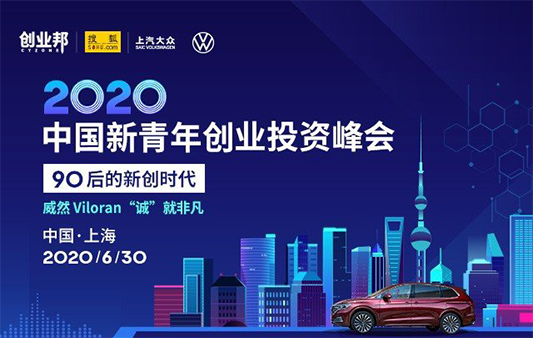 创业邦 搜狐 上汽大众
CYZONE SOHU.com SAIC VOLKSWAGEN
2020
中国新青年创业投资峰会
90后的新创时代
威然 Viloran“诚”就非凡
中国·上海
2020/6/30